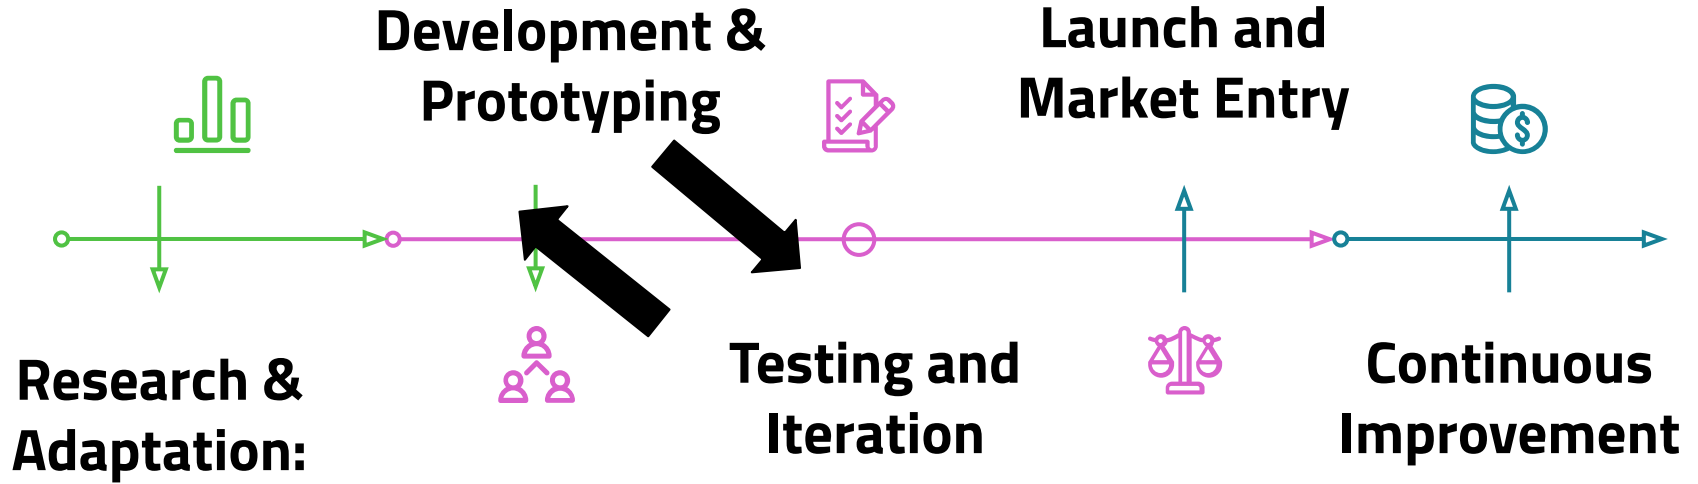 Development &
Prototyping
Launch and
Market Entry
$
Research &
Adaptation:
Testing and
Iteration
Continuous
Improvement